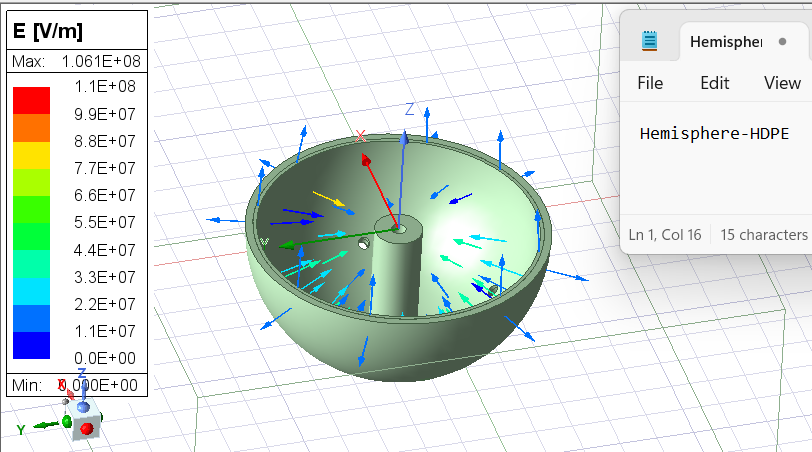 E [V/m]
Max: 1.061E+08
1.1E+08
9.9E+07
8.8E+07
7.7E+07
6.6E+07
5.5E+07
4.4E+07
3.3E+07
2.2E+07
1.1E+07
0.0E+00
Min: 0.000E+00
Z
X
Y
Z
X
Y
Hemispher
File Edit View
Hemisphere-HDPE
Ln 1, Col 16 15 characters